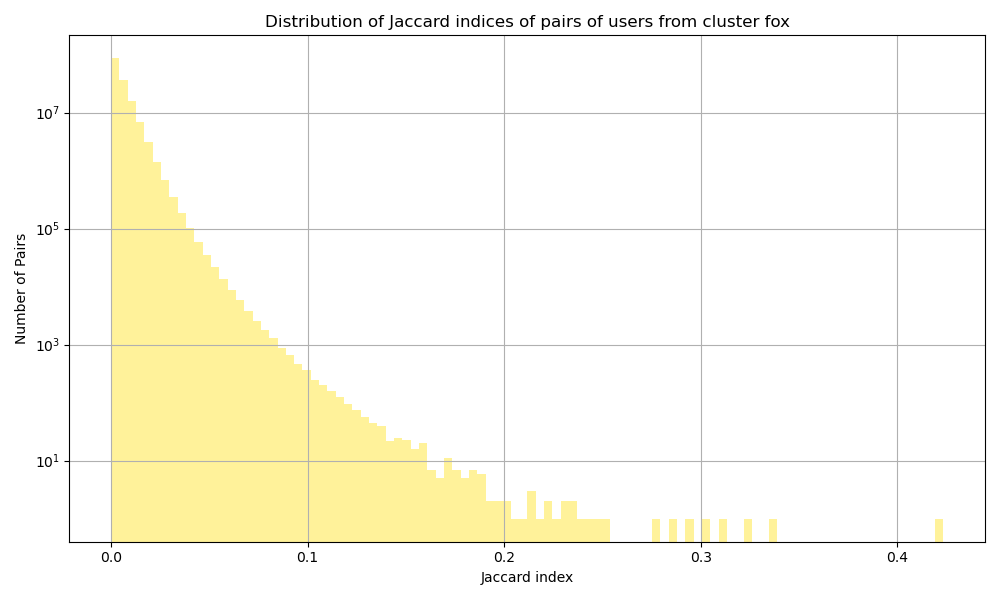 Distribution of Jaccard indices of pairs of users from cluster fox
Number of Pairs
10^7
10^5
10^3
10^1
0.0 0.1 0.2 0.3 0.4
Jaccard index